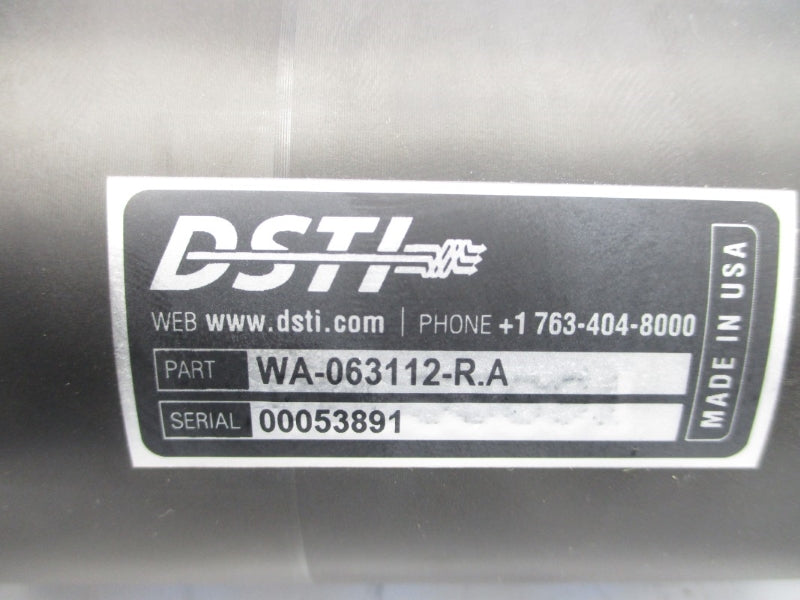 DSTI
WEB www.dsti.com | PHONE +1 763-404-8000
PART WA-063112-R.A
SERIAL 00053891
MADE IN USA